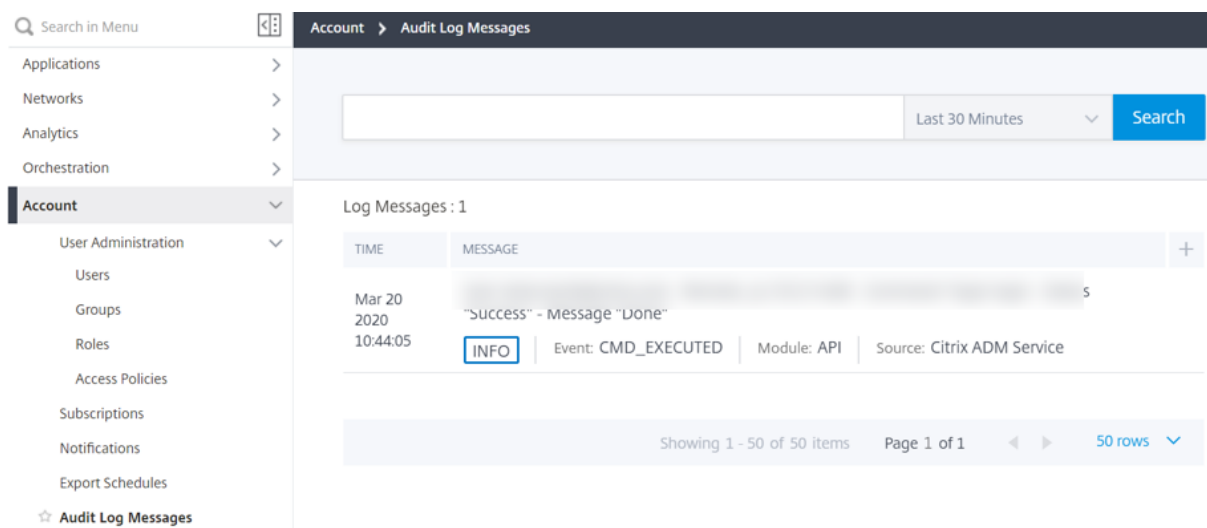 Search in Menu
Applications
Networks
Analytics
Orchestration
Account
User Administration
Users
Groups
Roles
Access Policies
Subscriptions
Notifications
Export Schedules
Audit Log Messages
Account > Audit Log Messages
Last 30 Minutes
Search
Log Messages : 1
TIME MESSAGE
Mar 20
2020
10:44:05
s
"Success" - Message "Done"
INFO Event: CMD_EXECUTED Module: API Source: Citrix ADM Service
Showing 1 - 50 of 50 items Page 1 of 1 50 rows